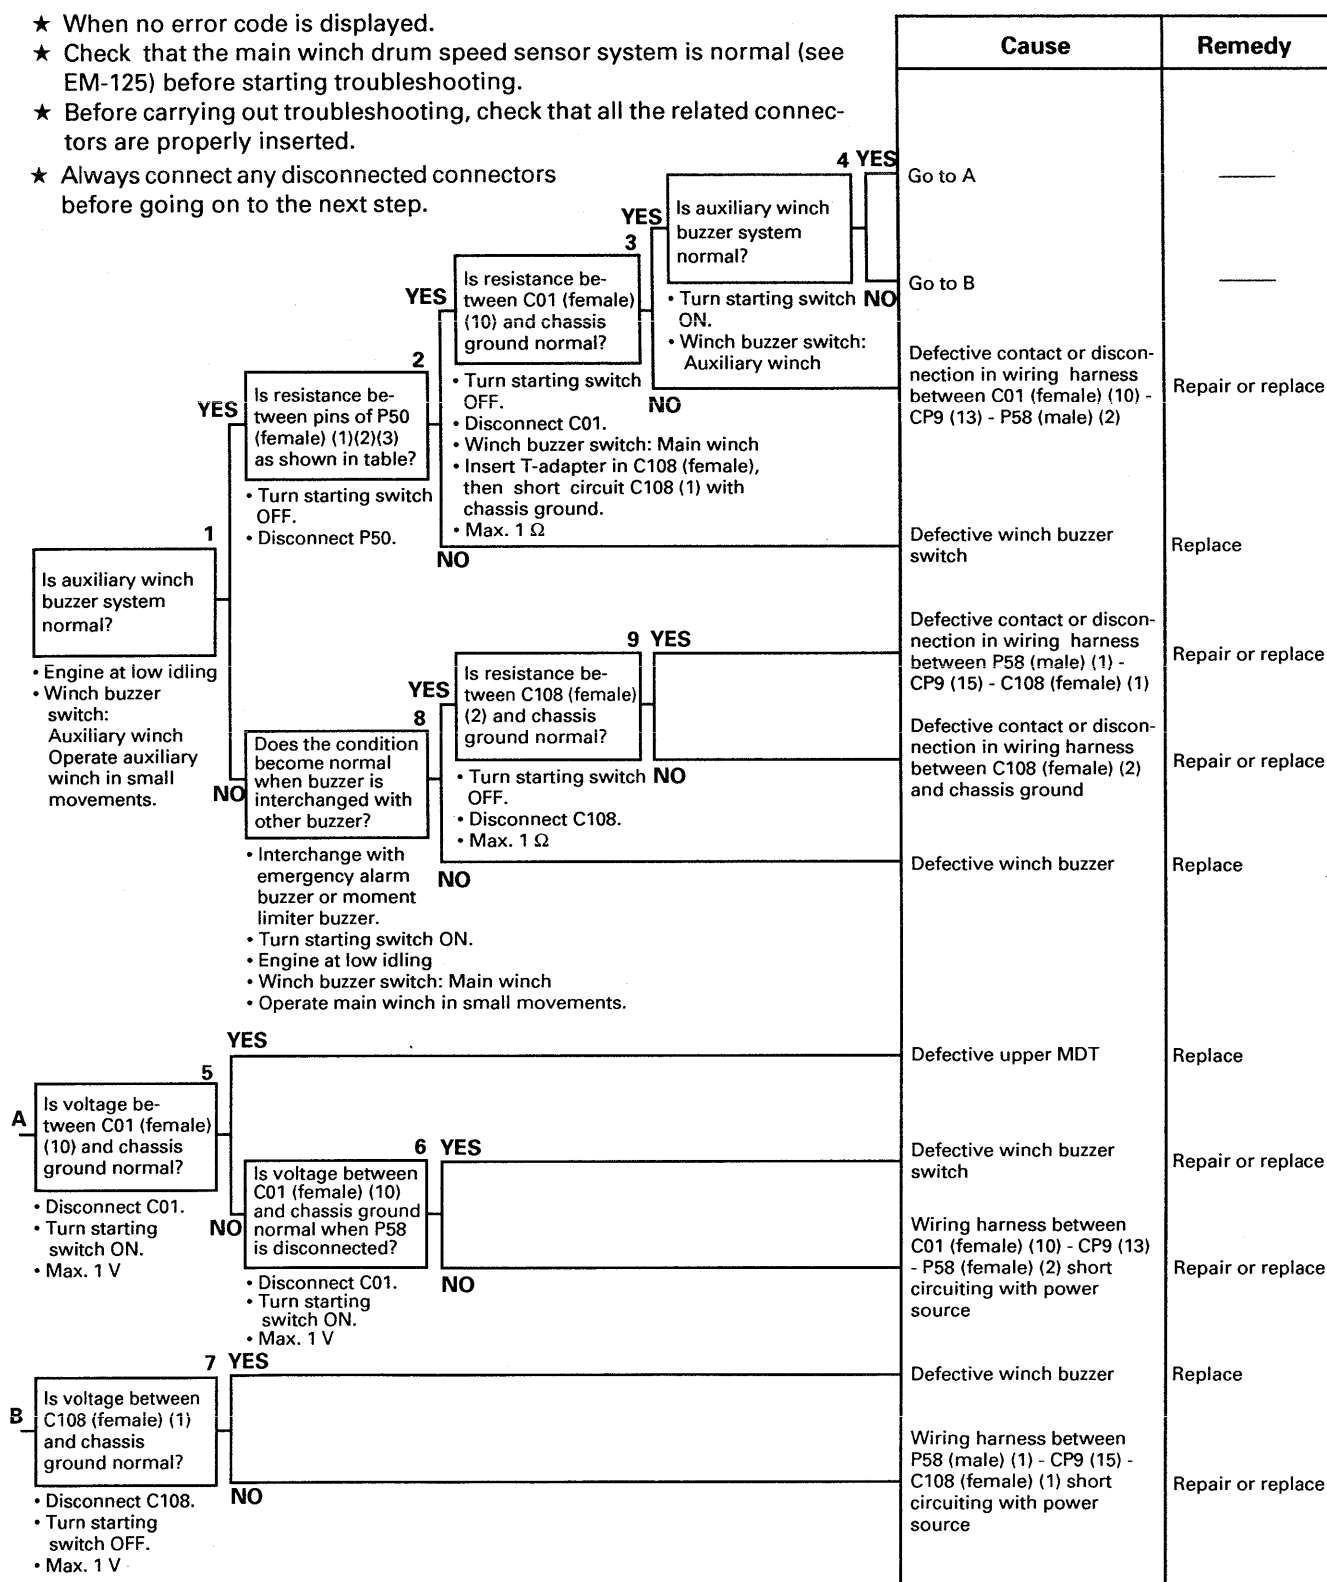 ★ When no error code is displayed.
★ Check that the main winch drum speed sensor system is normal (see
EM-125) before starting troubleshooting.
★ Before carrying out troubleshooting, check that all the related connec-
tors are properly inserted.
★ Always connect any disconnected connectors
before going on to the next step.
Cause
Remedy
1
Is auxiliary winch
buzzer system
normal?
• Engine at low idling
• Winch buzzer
switch:
Auxiliary winch
Operate auxiliary
winch in small
movements.
YES
NO
2
Is resistance be-
tween pins of P50
(female) (1)(2)(3)
as shown in table?
• Turn starting switch
OFF.
• Disconnect P50.
YES
NO
3
Is resistance be-
tween C01 (female)
(10) and chassis
ground normal?
• Turn starting switch
OFF.
• Disconnect C01.
• Winch buzzer switch: Main winch
• Insert T-adapter in C108 (female),
then short circuit C108 (1) with
chassis ground.
• Max. 1 Ω
YES
NO
4
Is auxiliary winch
buzzer system
normal?
• Turn starting switch
ON.
• Winch buzzer switch:
Auxiliary winch
YES
NO
Go to A
Go to B
Defective contact or discon-
nection in wiring harness
between C01 (female) (10) -
CP9 (13) - P58 (male) (2)
Repair or replace
Defective winch buzzer
switch
Replace
8
Does the condition
become normal
when buzzer is
interchanged with
other buzzer?
• Interchange with
emergency alarm
buzzer or moment
limiter buzzer.
• Turn starting switch ON.
• Engine at low idling
• Winch buzzer switch: Main winch
• Operate main winch in small movements.
YES
NO
9
Is resistance be-
tween C108 (female)
(2) and chassis
ground normal?
• Turn starting switch
OFF.
• Disconnect C108.
• Max. 1 Ω
YES
NO
Defective contact or discon-
nection in wiring harness
between P58 (male) (1) -
CP9 (15) - C108 (female) (1)
Repair or replace
Defective contact or discon-
nection in wiring harness
between C108 (female) (2)
and chassis ground
Repair or replace
Defective winch buzzer
Replace
A
5
Is voltage be-
tween C01 (female)
(10) and chassis
ground normal?
• Disconnect C01.
• Turn starting
switch ON.
• Max. 1 V
YES
NO
Defective upper MDT
Replace
6
Is voltage between
C01 (female) (10)
and chassis ground
normal when P58
is disconnected?
• Disconnect C01.
• Turn starting
switch ON.
• Max. 1 V
YES
NO
Defective winch buzzer
switch
Repair or replace
Wiring harness between
C01 (female) (10) - CP9 (13)
- P58 (female) (2) short
circuiting with power
source
Repair or replace
B
7
Is voltage between
C108 (female) (1)
and chassis
ground normal?
• Disconnect C108.
• Turn starting
switch OFF.
• Max. 1 V
YES
NO
Defective winch buzzer
Replace
Wiring harness between
P58 (male) (1) - CP9 (15) -
C108 (female) (1) short
circuiting with power
source
Repair or replace